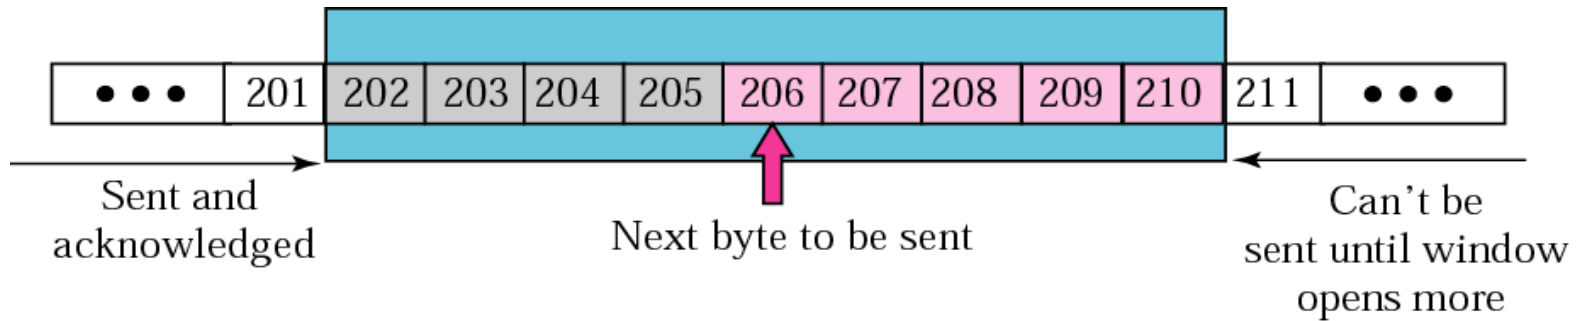 ••• 201 202 203 204 205 206 207 208 209 210 211 •••
Sent and
acknowledged
Next byte to be sent
Can't be
sent until window
opens more